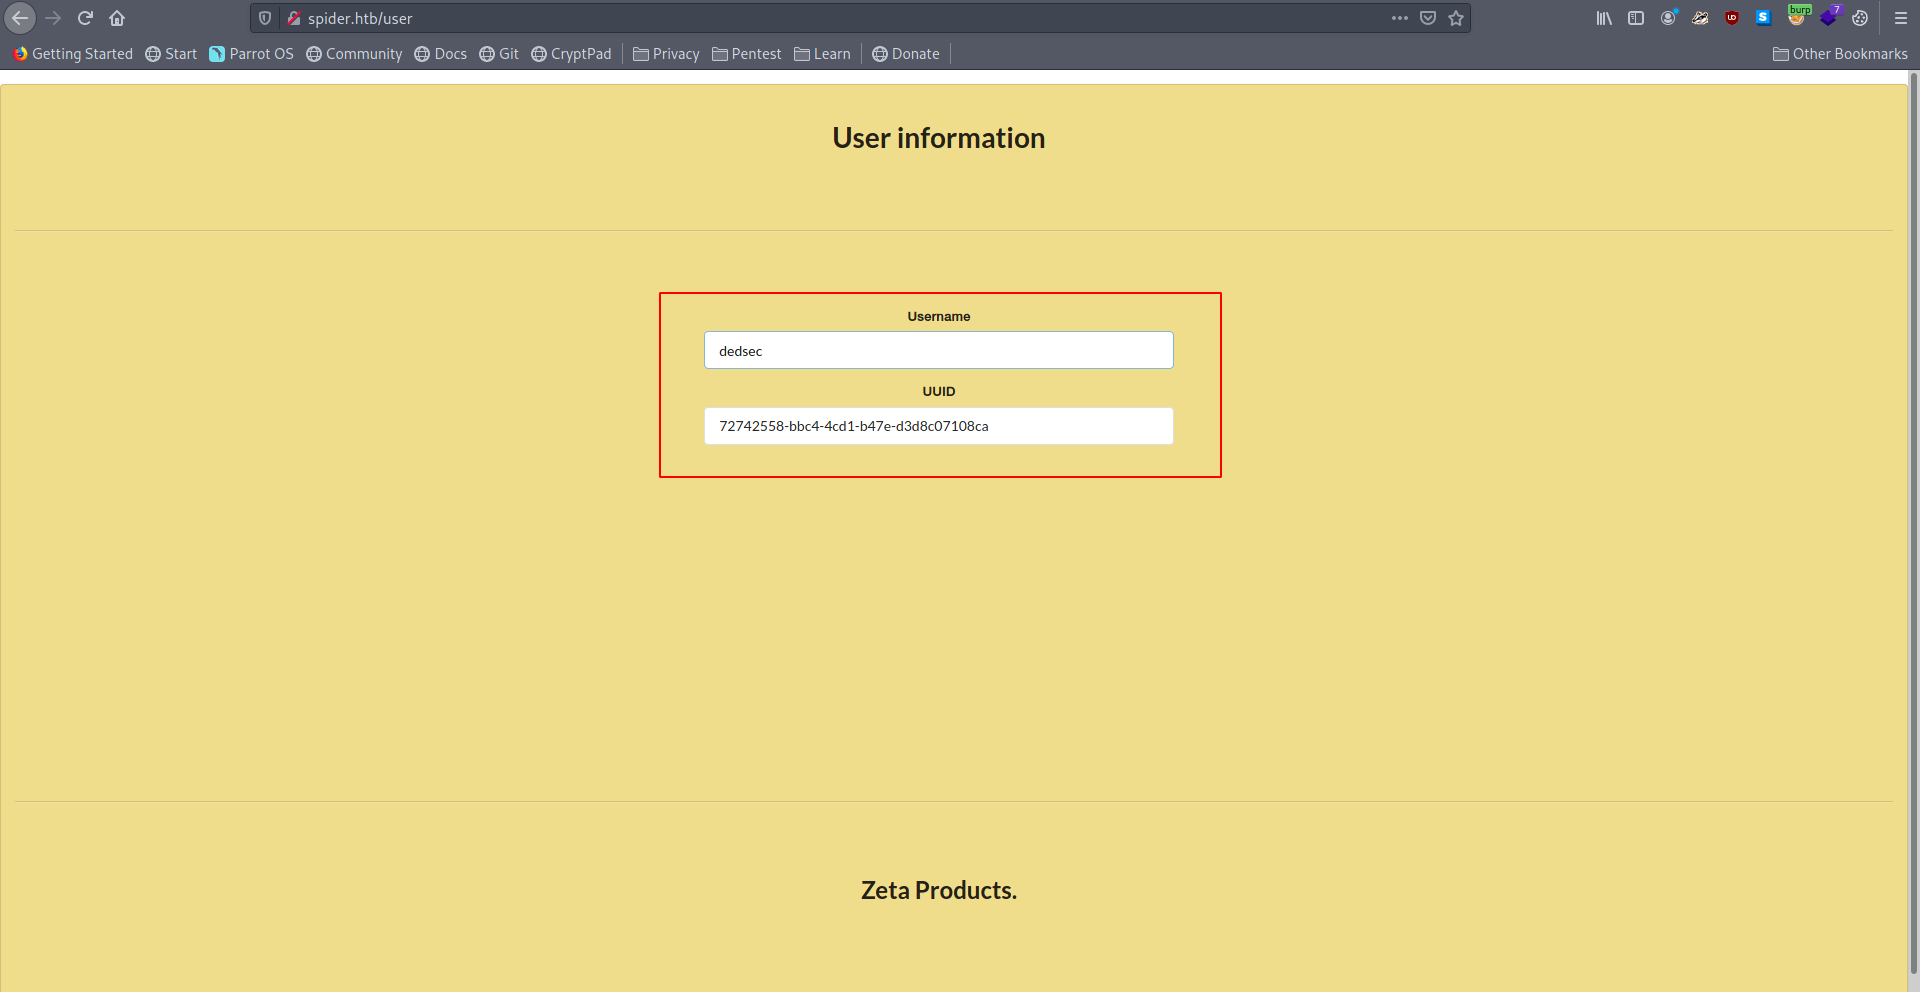 spider.htb/user
burp
7
Getting Started Start Parrot OS Community Docs Git CryptPad Privacy Pentest Learn Donate Other Bookmarks
User information
Username
dedsec
UUID
72742558-bbc4-4cd1-b47e-d3d8c07108ca
Zeta Products.